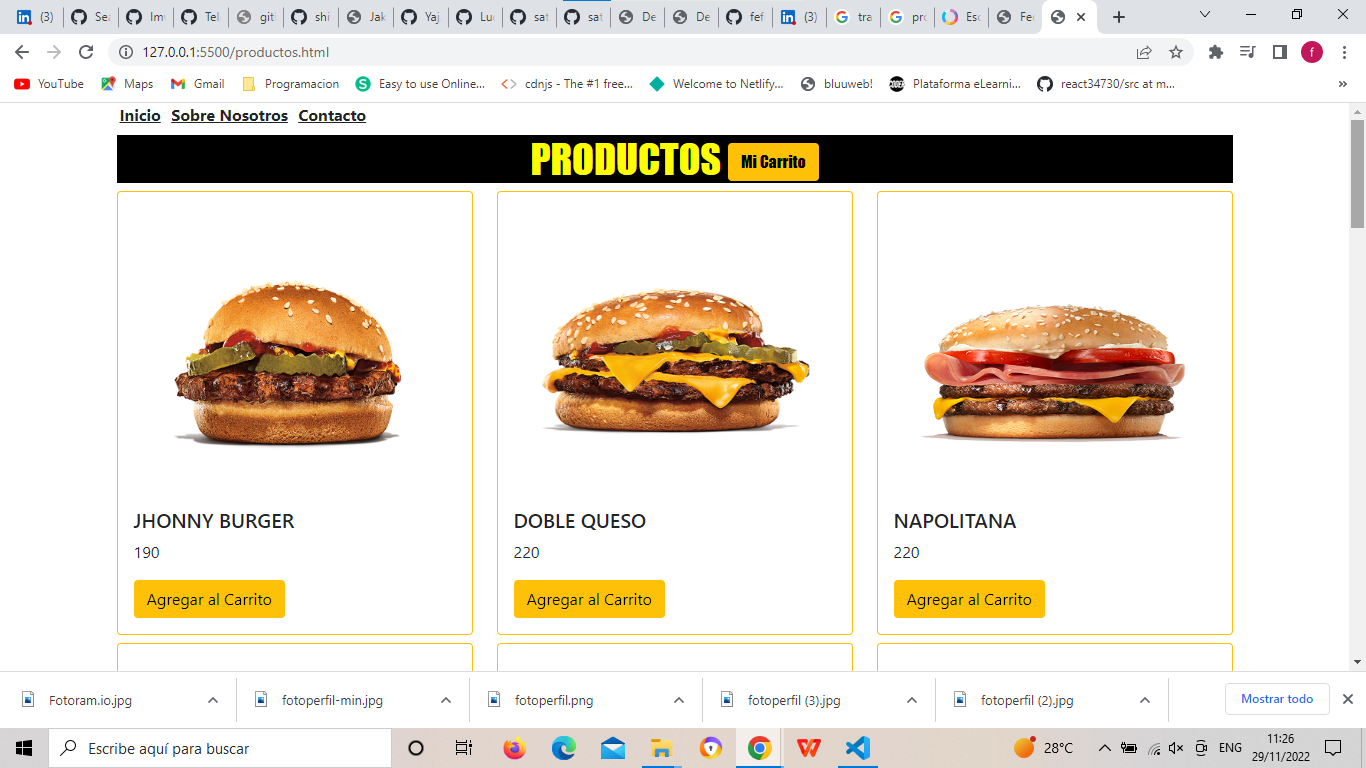 (3) Sea Im Tel git shi Jak Yaj Luc sat sat De De fef (3) tra pro Esc Fee
127.0.0.1:5500/productos.html f
YouTube Maps Gmail Programacion Easy to use Online... cdnjs - The #1 free... Welcome to Netlify... bluuweb! Plataforma eLearni... react34730/src at m... »
Inicio Sobre Nosotros Contacto
PRODUCTOS Mi Carrito
JHONNY BURGER DOBLE QUESO NAPOLITANA
190 220 220
Agregar al Carrito Agregar al Carrito Agregar al Carrito
Fotoram.io.jpg fotoperfil-min.jpg fotoperfil.png fotoperfil (3).jpg fotoperfil (2).jpg Mostrar todo
Escribe aquí para buscar 28°C ENG 11:26
29/11/2022